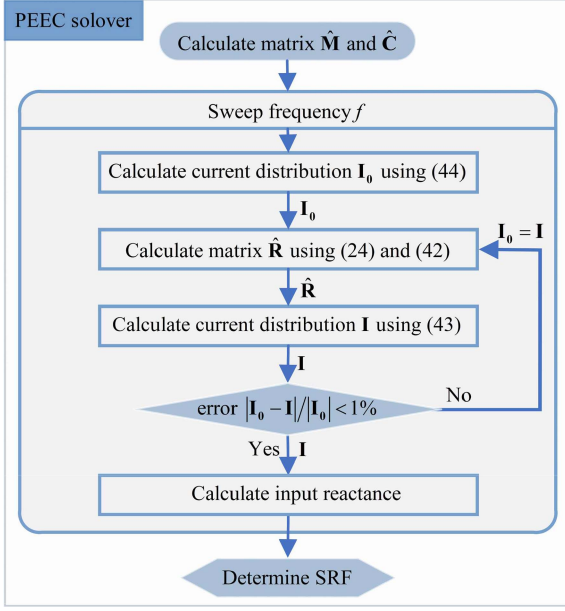 PEEC solover
Calculate matrix M̂ and Ĉ
Sweep frequency f
Calculate current distribution I₀ using (44)
I₀
I₀ = I
Calculate matrix R̂ using (24) and (42)
R̂
Calculate current distribution I using (43)
I
error |I₀ − I|/|I₀| < 1%
No
Yes I
Calculate input reactance
Determine SRF